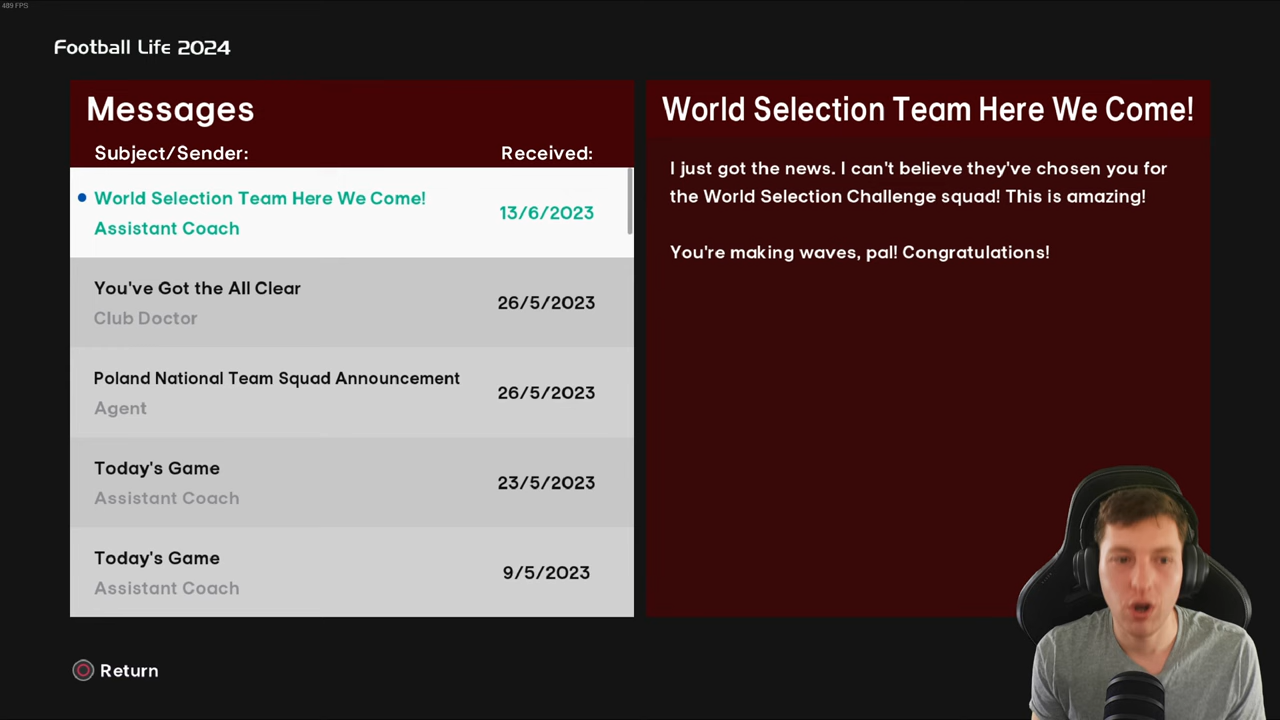 489 FPS
Football Life 2024
Messages
Subject/Sender:
Received:
World Selection Team Here We Come!
Assistant Coach
13/6/2023
You've Got the All Clear
Club Doctor
26/5/2023
Poland National Team Squad Announcement
Agent
26/5/2023
Today's Game
Assistant Coach
23/5/2023
Today's Game
Assistant Coach
9/5/2023
World Selection Team Here We Come!
I just got the news. I can't believe they've chosen you for
the World Selection Challenge squad! This is amazing!
You're making waves, pal! Congratulations!
Return